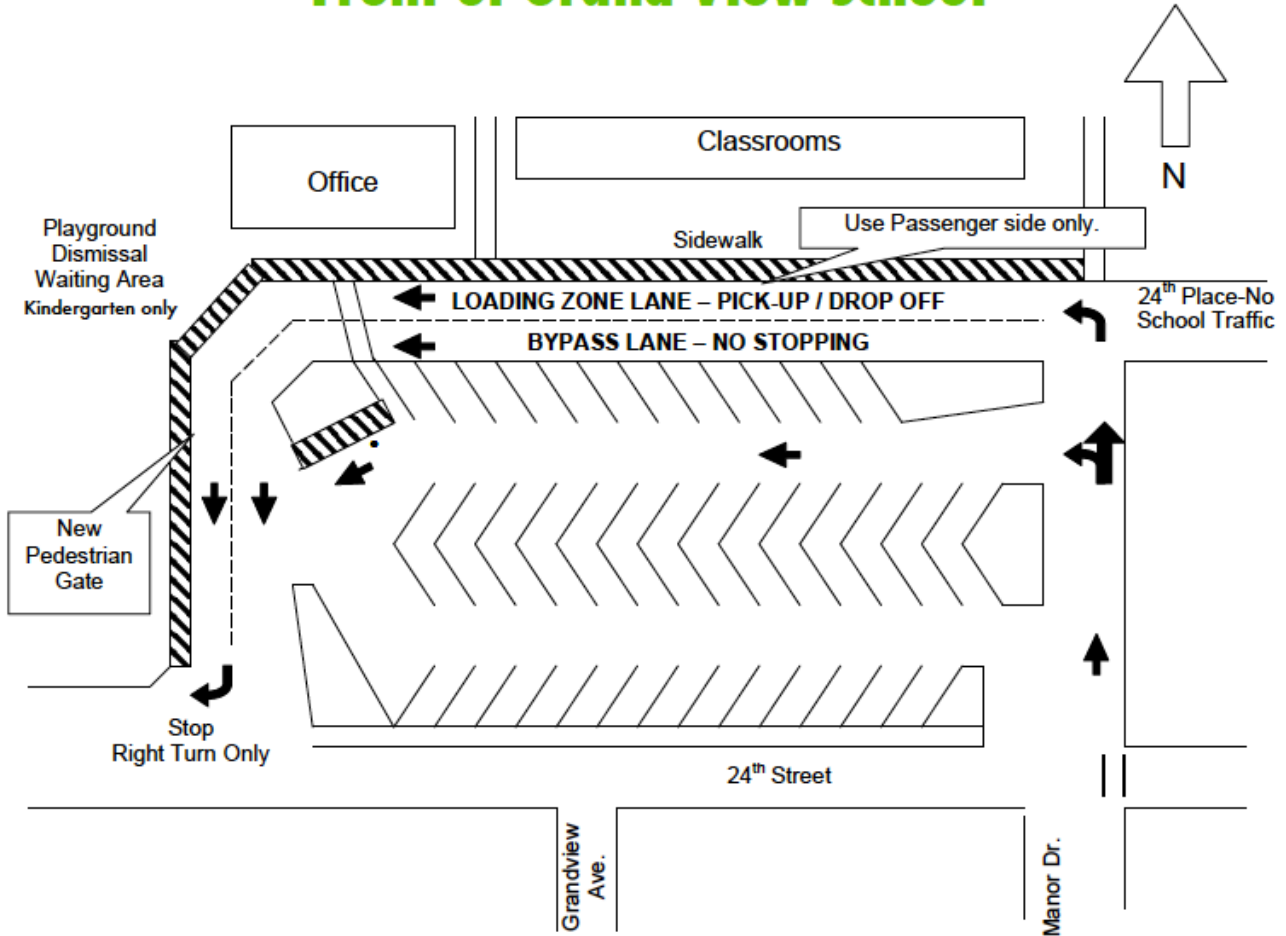 Front of Grand View School
N
Classrooms
Office
Use Passenger side only.
Sidewalk
Playground
Dismissal
Waiting Area
Kindergarten only
LOADING ZONE LANE – PICK-UP / DROP OFF
24th Place-No
School Traffic
BYPASS LANE – NO STOPPING
New
Pedestrian
Gate
Stop
Right Turn Only
24th Street
Grandview
Ave.
Manor Dr.